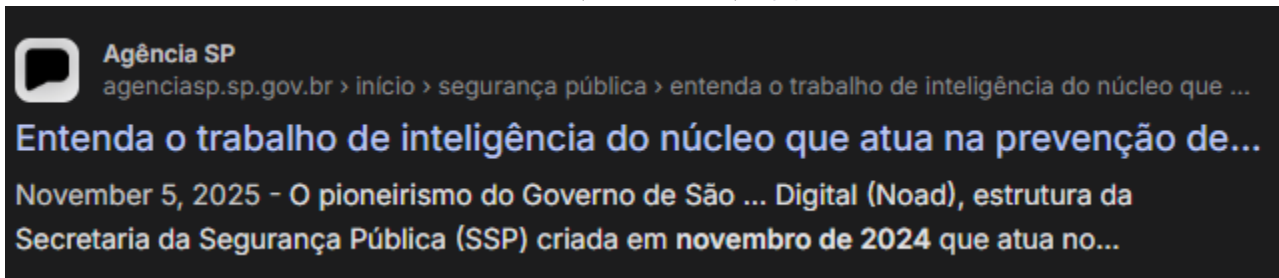 Agência SP
agenciasp.sp.gov.br › início › segurança pública › entenda o trabalho de inteligência do núcleo que ...
Entenda o trabalho de inteligência do núcleo que atua na prevenção de...
November 5, 2025 - O pioneirismo do Governo de São ... Digital (Noad), estrutura da
Secretaria da Segurança Pública (SSP) criada em novembro de 2024 que atua no...